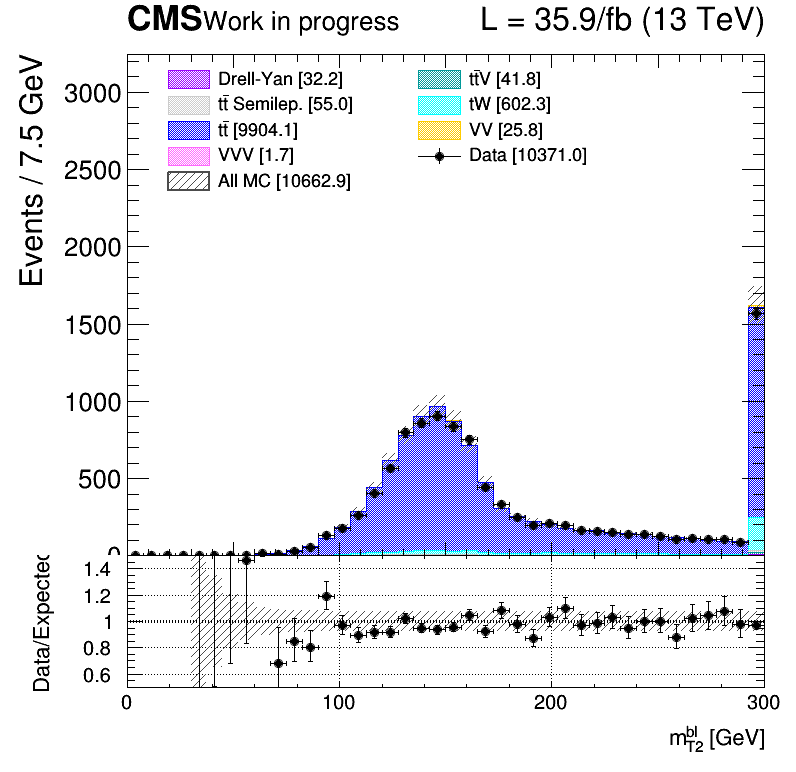 CMS Work in progress L = 35.9/fb (13 TeV)
Events / 7.5 GeV
3000
2500
2000
1500
1000
500
0
Drell-Yan [32.2]
tt̄ Semilep. [55.0]
tt̄ [9904.1]
VVV [1.7]
All MC [10662.9]
tt̄V [41.8]
tW [602.3]
VV [25.8]
Data [10371.0]
Data/Expected
1.4
1.2
1
0.8
0.6
0 100 200 300
m_{T2}^{bl} [GeV]